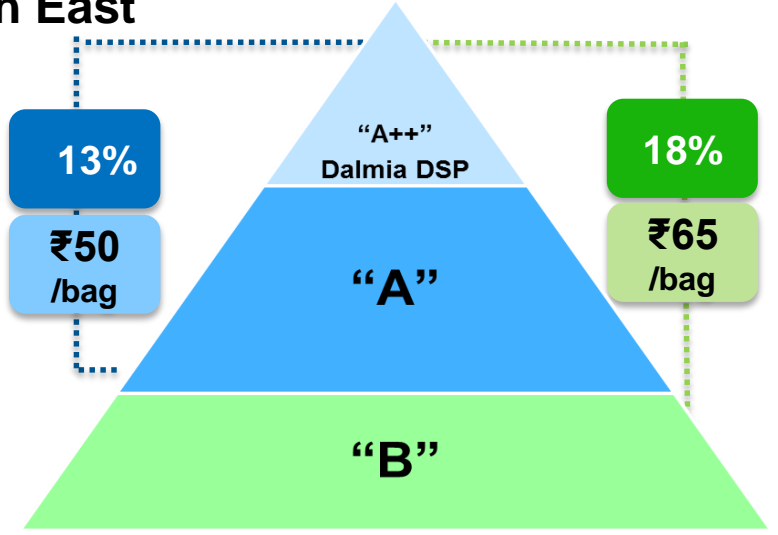 East
“A++”
Dalmia DSP
13%
18%
₹50
/bag
₹65
/bag
“A”
“B”